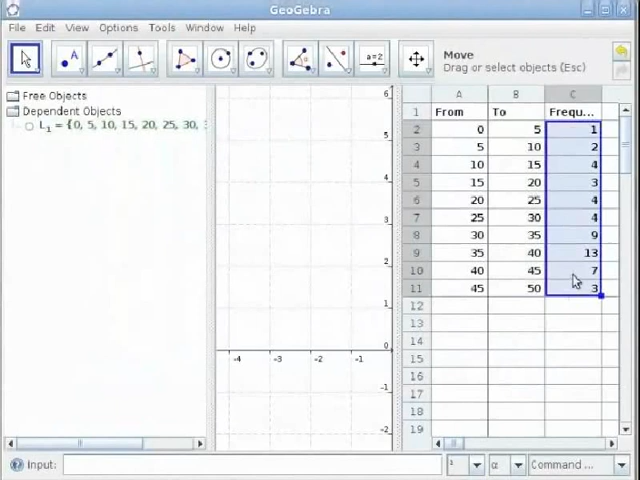 GeoGebra
File Edit View Options Tools Window Help
A
a=2
Move
Drag or select objects (Esc)
Free Objects
Dependent Objects
L1 = {0, 5, 10, 15, 20, 25, 30,
6
5
4
3
2
1
0
-1
-2
-4 -3 -2 -1
A B C
1 From To Frequ...
2 0 5 1
3 5 10 2
4 10 15 4
5 15 20 3
6 20 25 4
7 25 30 4
8 30 35 9
9 35 40 13
10 40 45 7
11 45 50 3
12
13
14
15
16
17
18
19
Input: 1 α Command ...